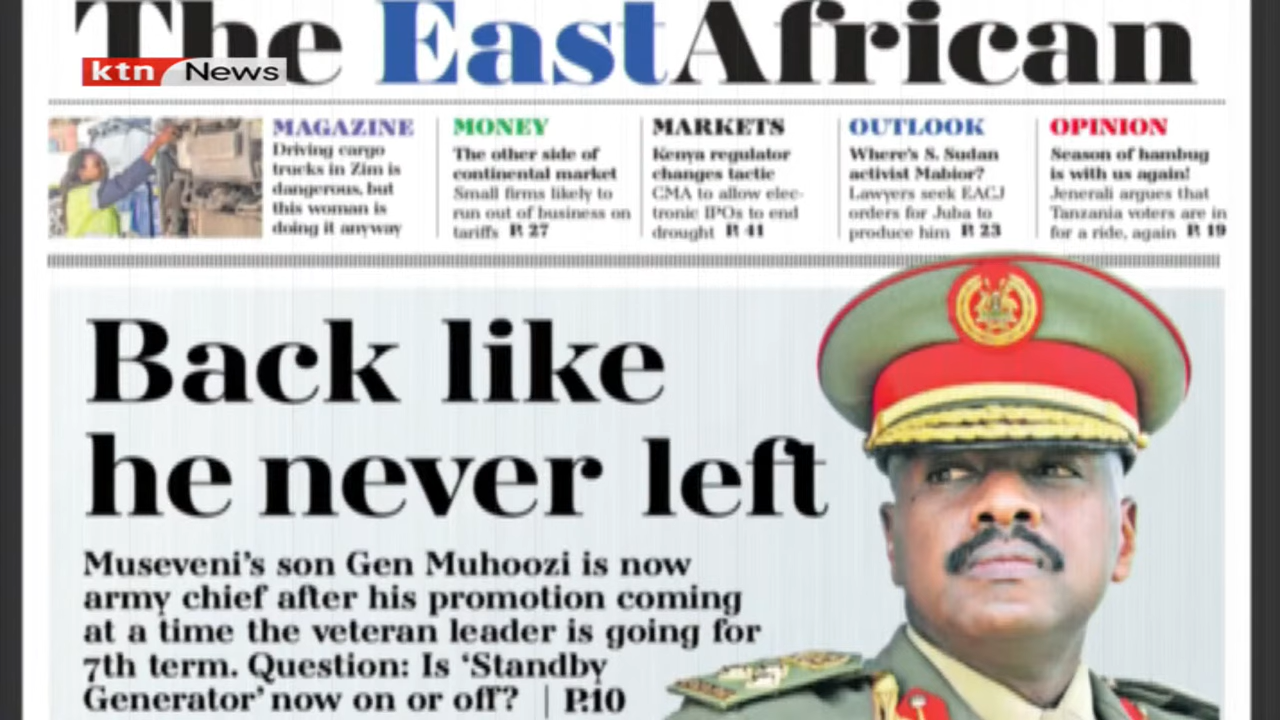 The EastAfrican
ktn News
MAGAZINE
Driving cargo
trucks in Zim is
dangerous, but
this woman is
doing it anyway
MONEY
The other side of
continental market
Small firms likely to
run out of business on
tariffs P. 27
MARKETS
Kenya regulator
changes tactic
CMA to allow elec-
tronic IPOs to end
drought P. 41
OUTLOOK
Where's S. Sudan
activist Mabior?
Lawyers seek EACJ
orders for Juba to
produce him P. 23
OPINION
Season of hambug
is with us again!
Jenerali argues that
Tanzania voters are in
for a ride, again P. 19
Back like
he never left
Museveni's son Gen Muhoozi is now
army chief after his promotion coming
at a time the veteran leader is going for
7th term. Question: Is 'Standby
Generator' now on or off? | P.10